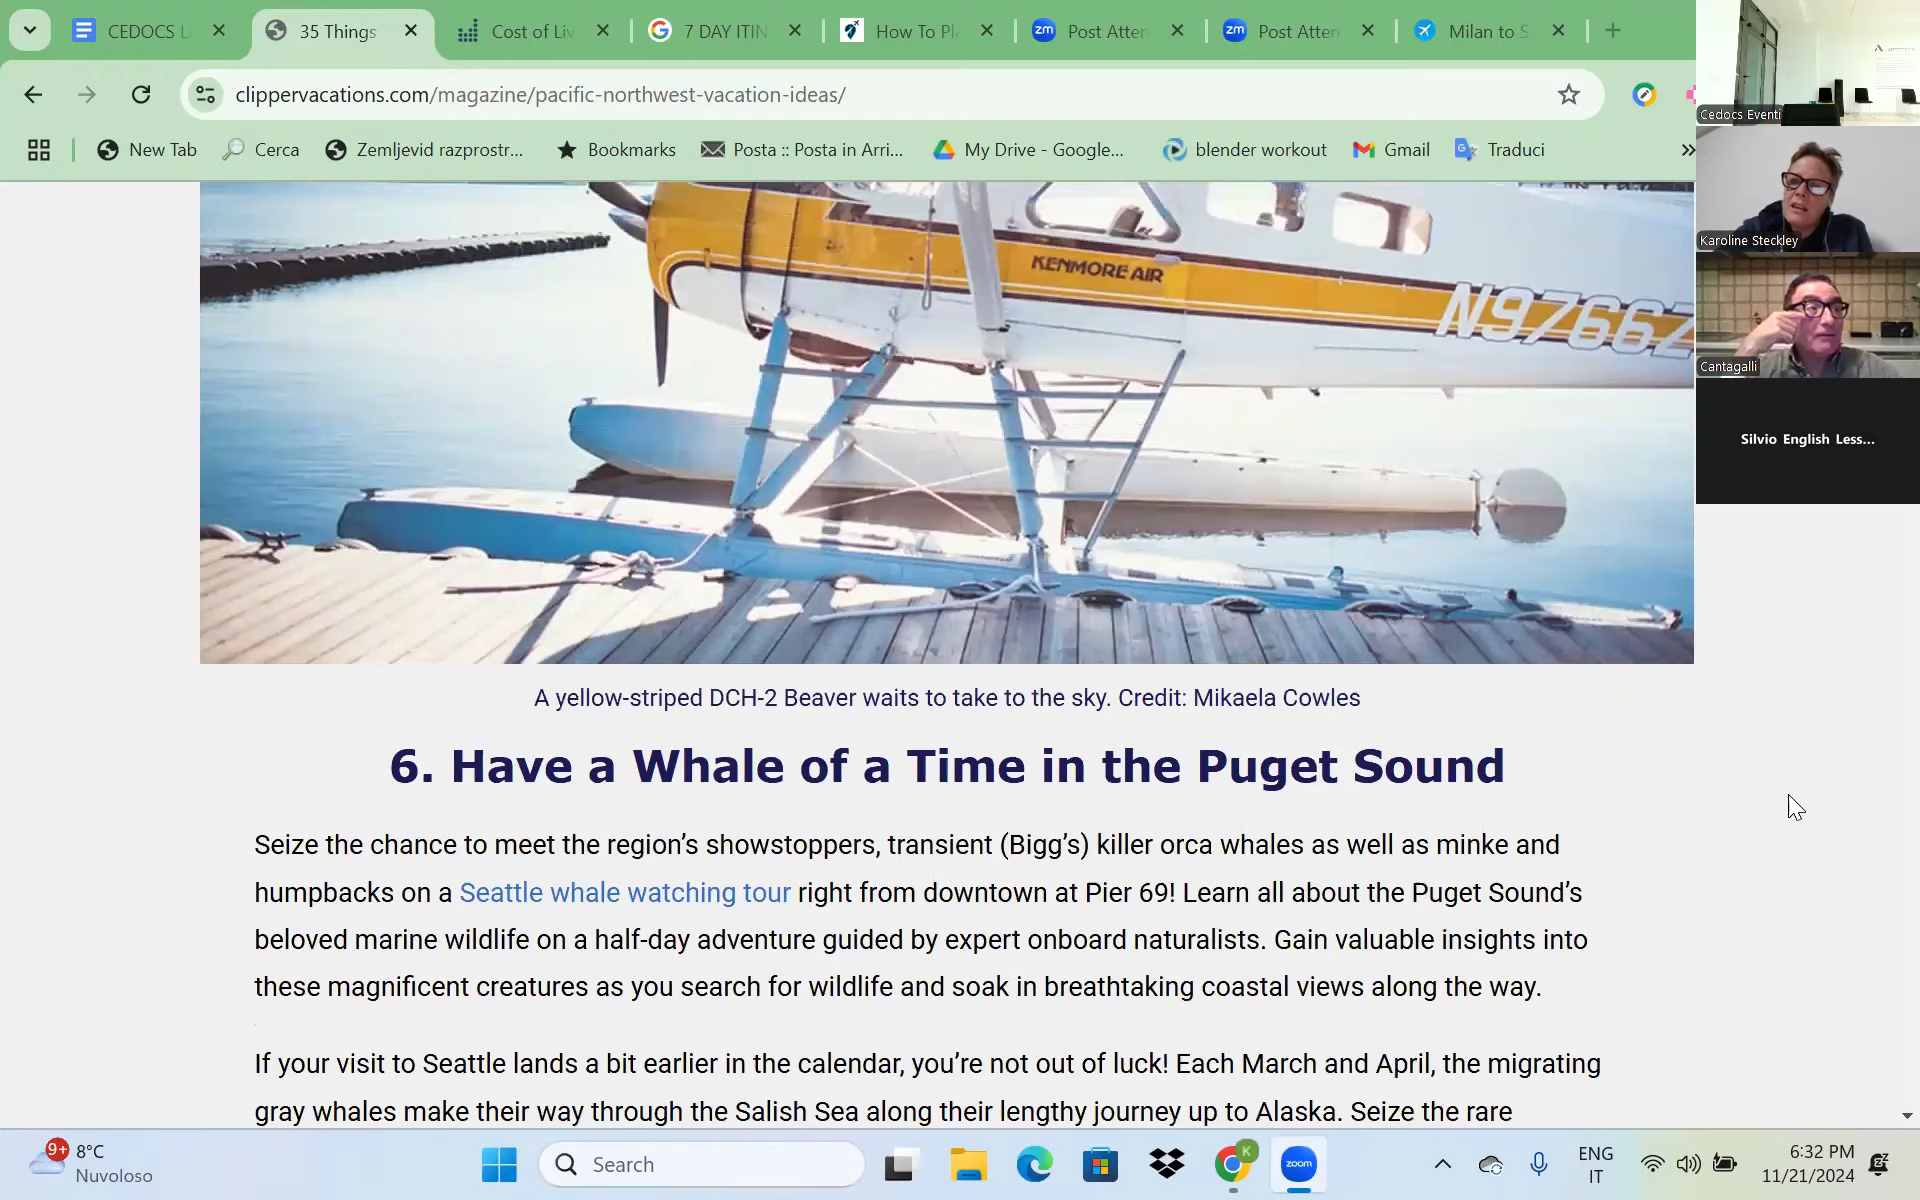 CEDOCS L
35 Things
Cost of Liv
7 DAY ITIN
How To Pla
Post Atten
Post Atten
Milan to S
clippervacations.com/magazine/pacific-northwest-vacation-ideas/
New Tab
Cerca
Zemljevid razprostr...
Bookmarks
Posta :: Posta in Arri...
My Drive - Google...
blender workout
Gmail
Traduci
Cedocs Eventi
Karoline Steckley
Cantagalli
Silvio English Less...
KENMORE AIR
N9766Z
A yellow-striped DCH-2 Beaver waits to take to the sky. Credit: Mikaela Cowles
6. Have a Whale of a Time in the Puget Sound
Seize the chance to meet the region’s showstoppers, transient (Bigg’s) killer orca whales as well as minke and
humpbacks on a Seattle whale watching tour right from downtown at Pier 69! Learn all about the Puget Sound’s
beloved marine wildlife on a half-day adventure guided by expert onboard naturalists. Gain valuable insights into
these magnificent creatures as you search for wildlife and soak in breathtaking coastal views along the way.
If your visit to Seattle lands a bit earlier in the calendar, you’re not out of luck! Each March and April, the migrating
gray whales make their way through the Salish Sea along their lengthy journey up to Alaska. Seize the rare
9+
8°C
Nuvoloso
Search
K
zoom
ENG
IT
6:32 PM
11/21/2024